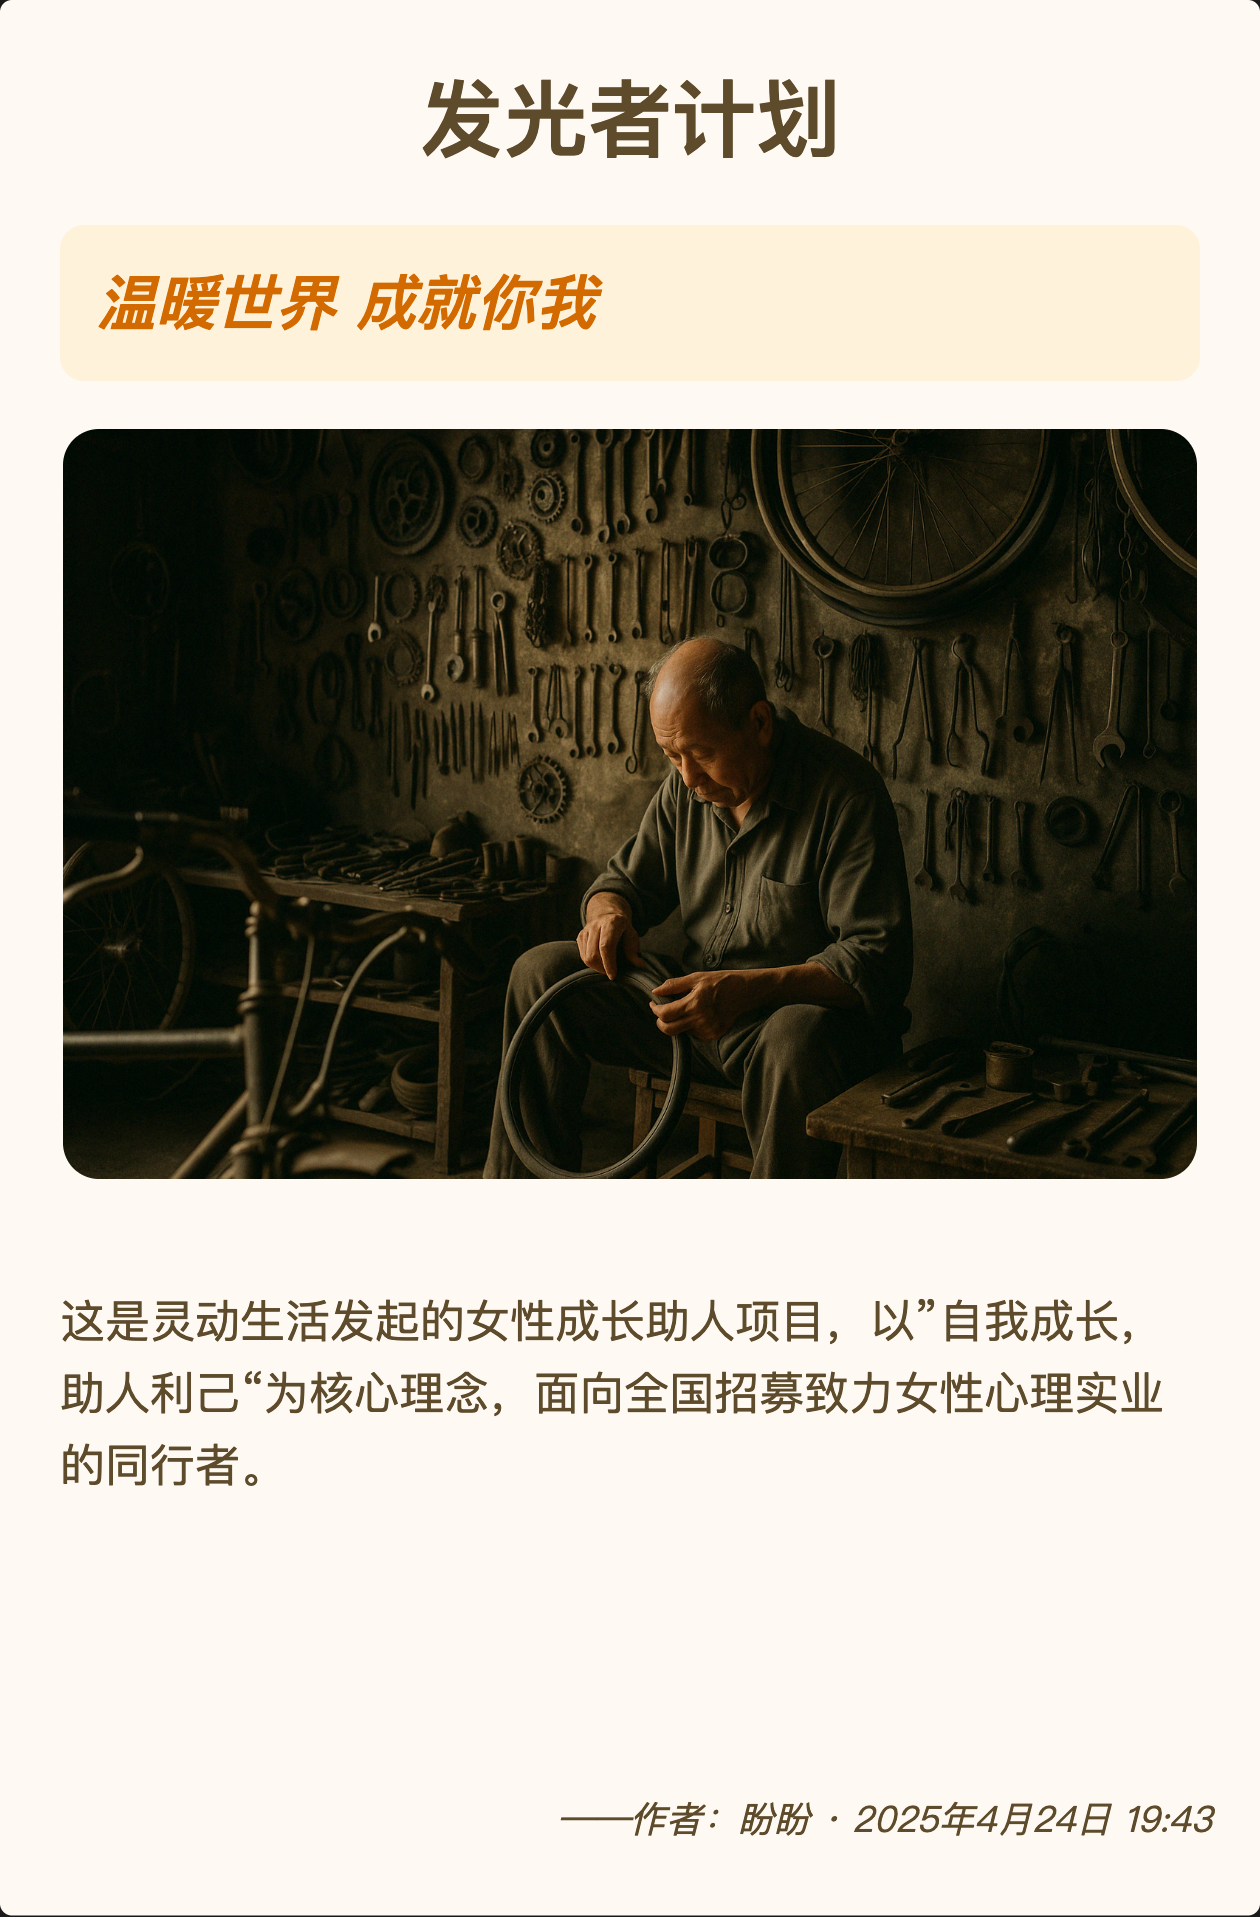 发光者计划
温暖世界 成就你我
这是灵动生活发起的女性成长助人项目，以”自我成长，
助人利己“为核心理念，面向全国招募致力女性心理实业
的同行者。
——作者：盼盼 · 2025年4月24日 19:43